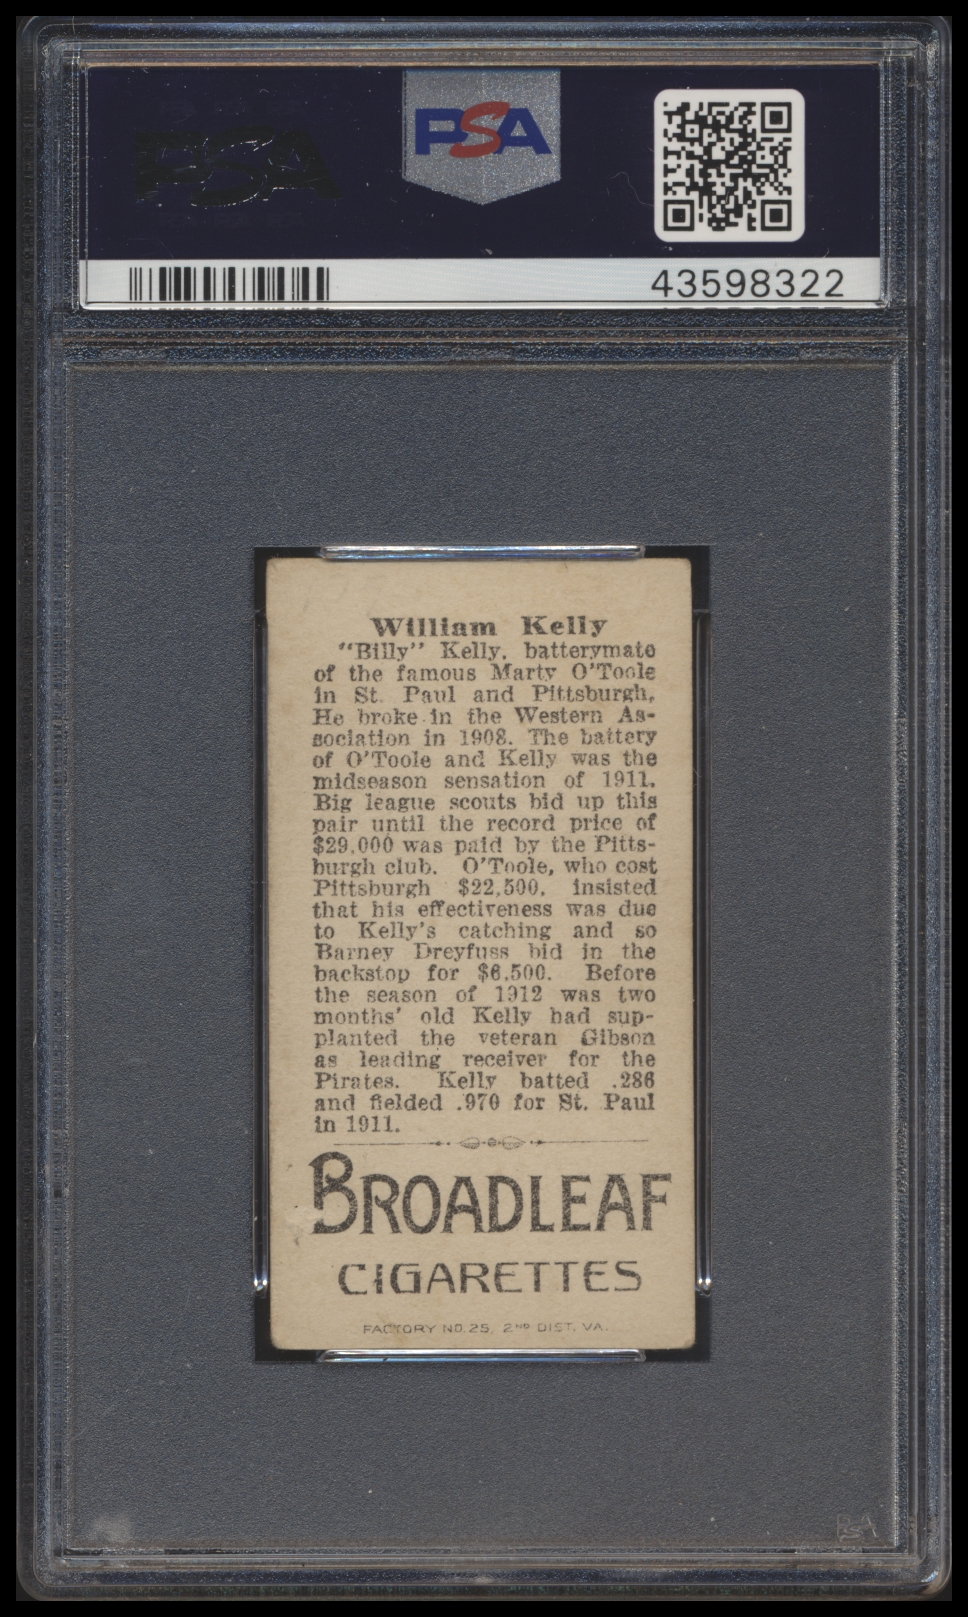 PSA
PSA
43598322
William Kelly
"Billy" Kelly, batterymate
of the famous Marty O'Toole
in St. Paul and Pittsburgh.
He broke in the Western As-
sociation in 1908. The battery
of O'Toole and Kelly was the
midseason sensation of 1911.
Big league scouts bid up this
pair until the record price of
$29,000 was paid by the Pitts-
burgh club. O'Toole, who cost
Pittsburgh $22,500, insisted
that his effectiveness was due
to Kelly's catching and so
Barney Dreyfuss bid in the
backstop for $6,500. Before
the season of 1912 was two
months' old Kelly had sup-
planted the veteran Gibson
as leading receiver for the
Pirates. Kelly batted .286
and fielded .970 for St. Paul
in 1911.
BROADLEAF
CIGARETTES
FACTORY NO. 25, 2ND DIST. VA.
PSA